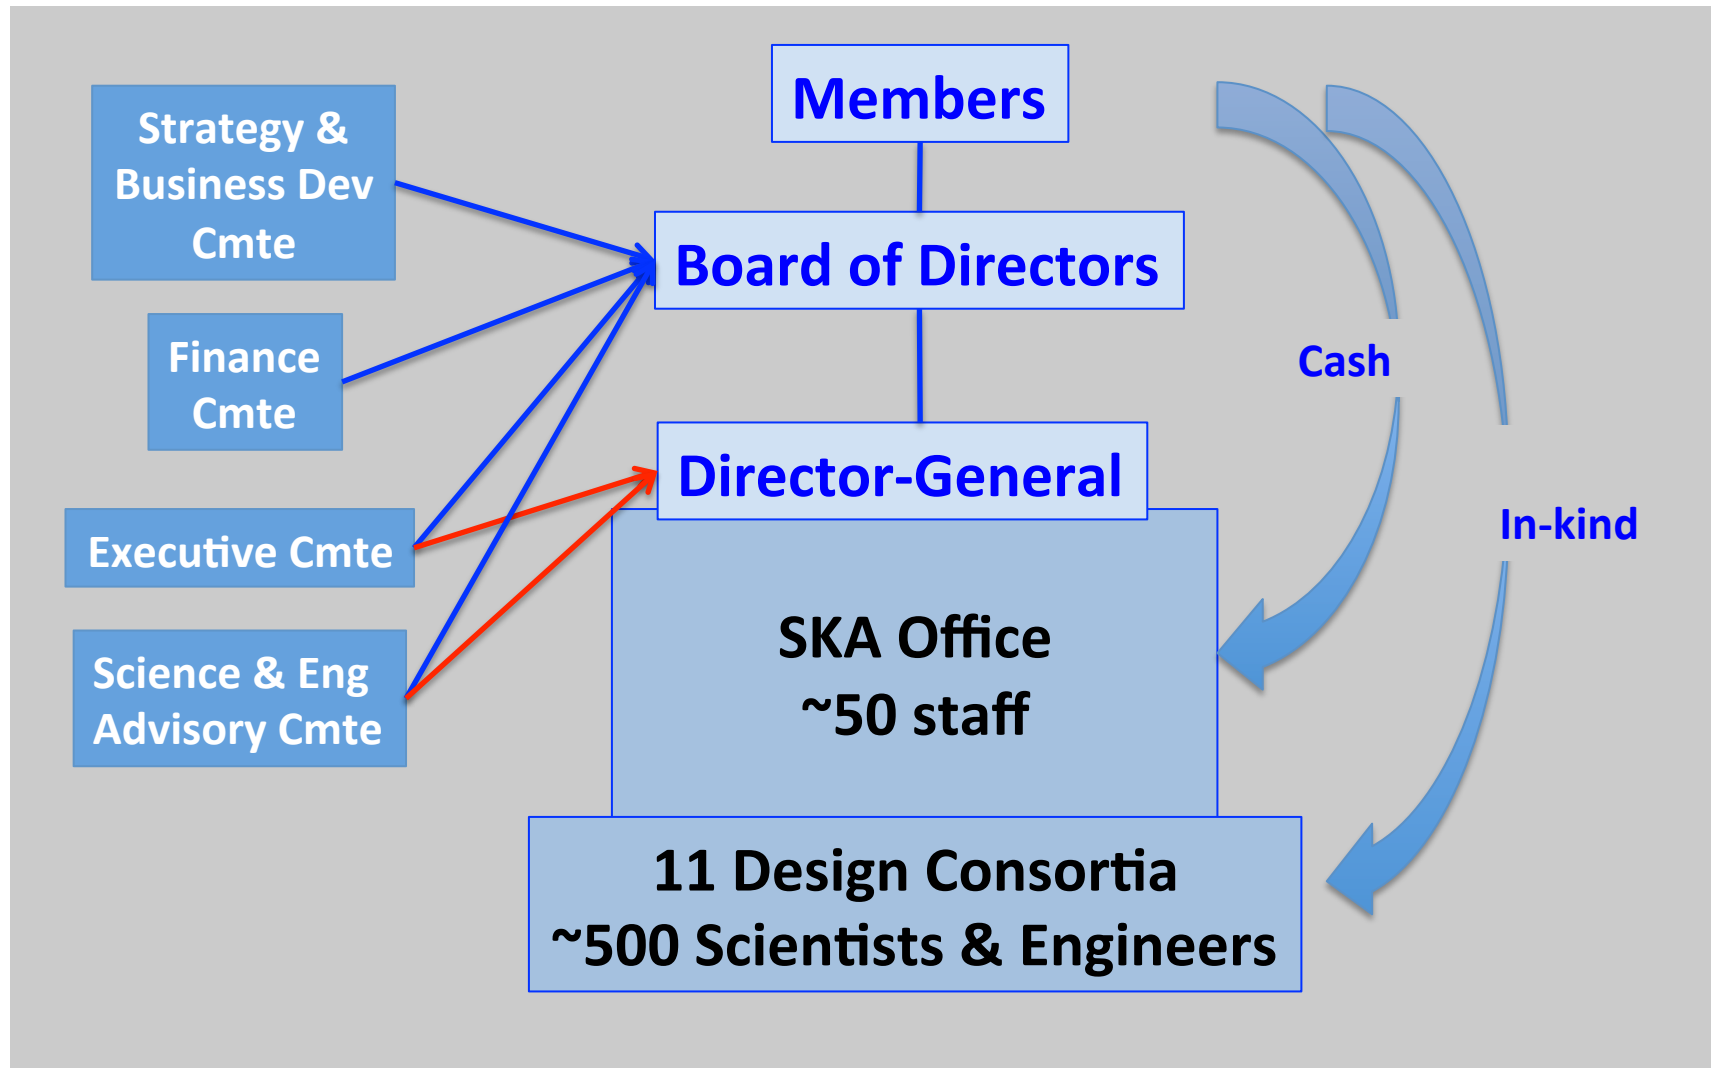 Members
Strategy &
Business Dev
Cmte
Board of Directors
Finance
Cmte
Cash
Director-General
In-kind
Executive Cmte
SKA Office
~50 staff
Science & Eng
Advisory Cmte
11 Design Consortia
~500 Scientists & Engineers